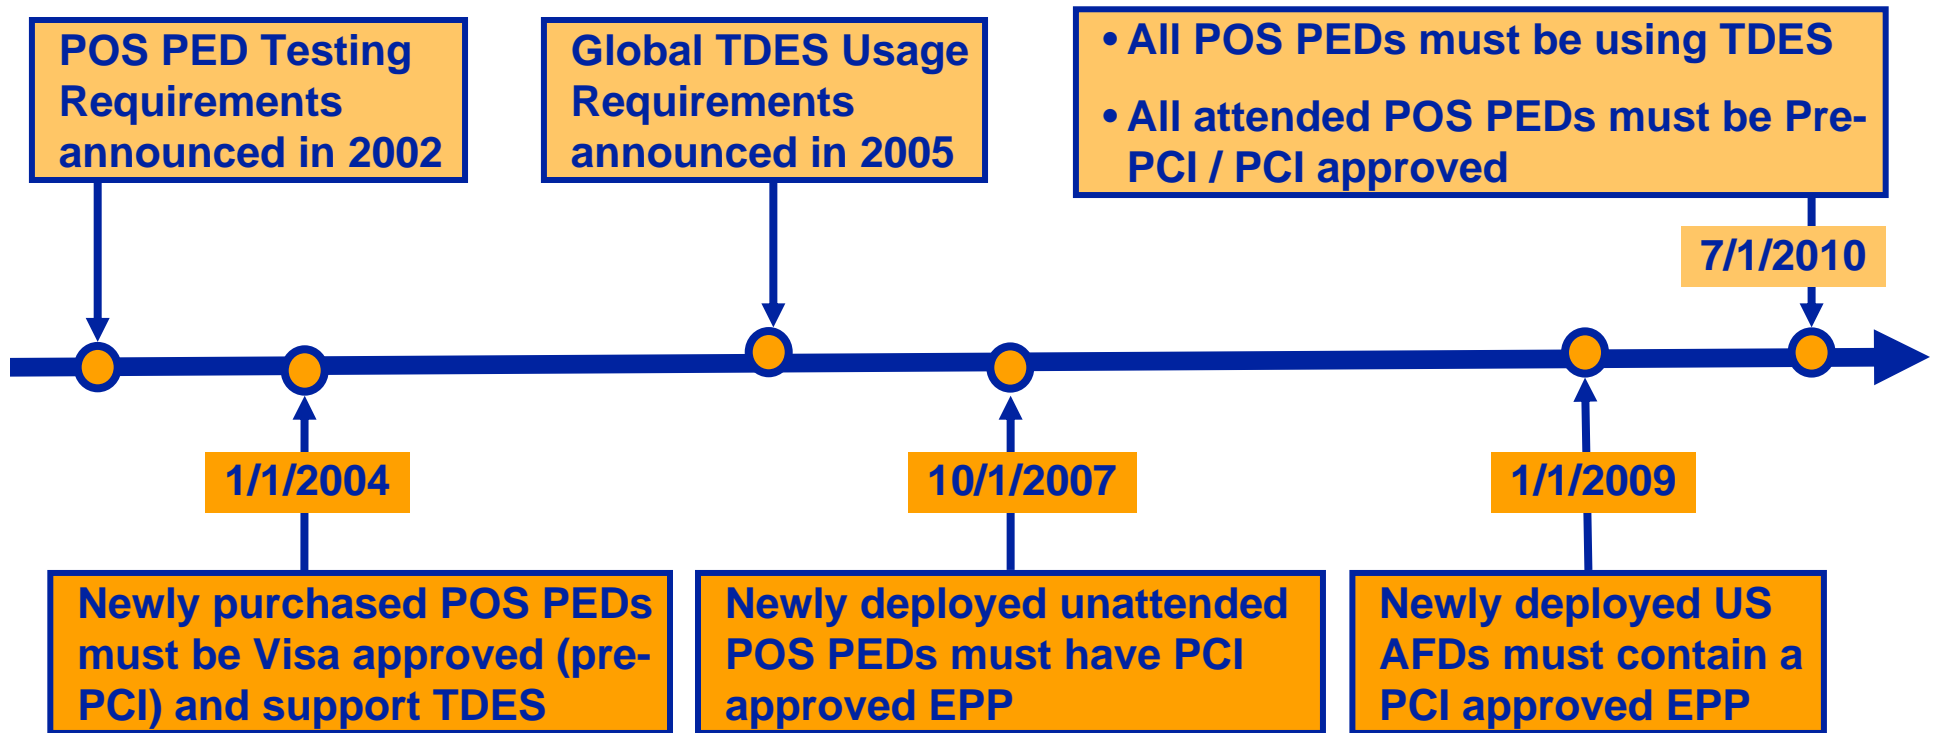 POS PED Testing
Requirements
announced in 2002
Global TDES Usage
Requirements
announced in 2005
• All POS PEDs must be using TDES
• All attended POS PEDs must be Pre-
PCI / PCI approved
7/1/2010
1/1/2004
10/1/2007
1/1/2009
Newly purchased POS PEDs
must be Visa approved (pre-
PCI) and support TDES
Newly deployed unattended
POS PEDs must have PCI
approved EPP
Newly deployed US
AFDs must contain a
PCI approved EPP